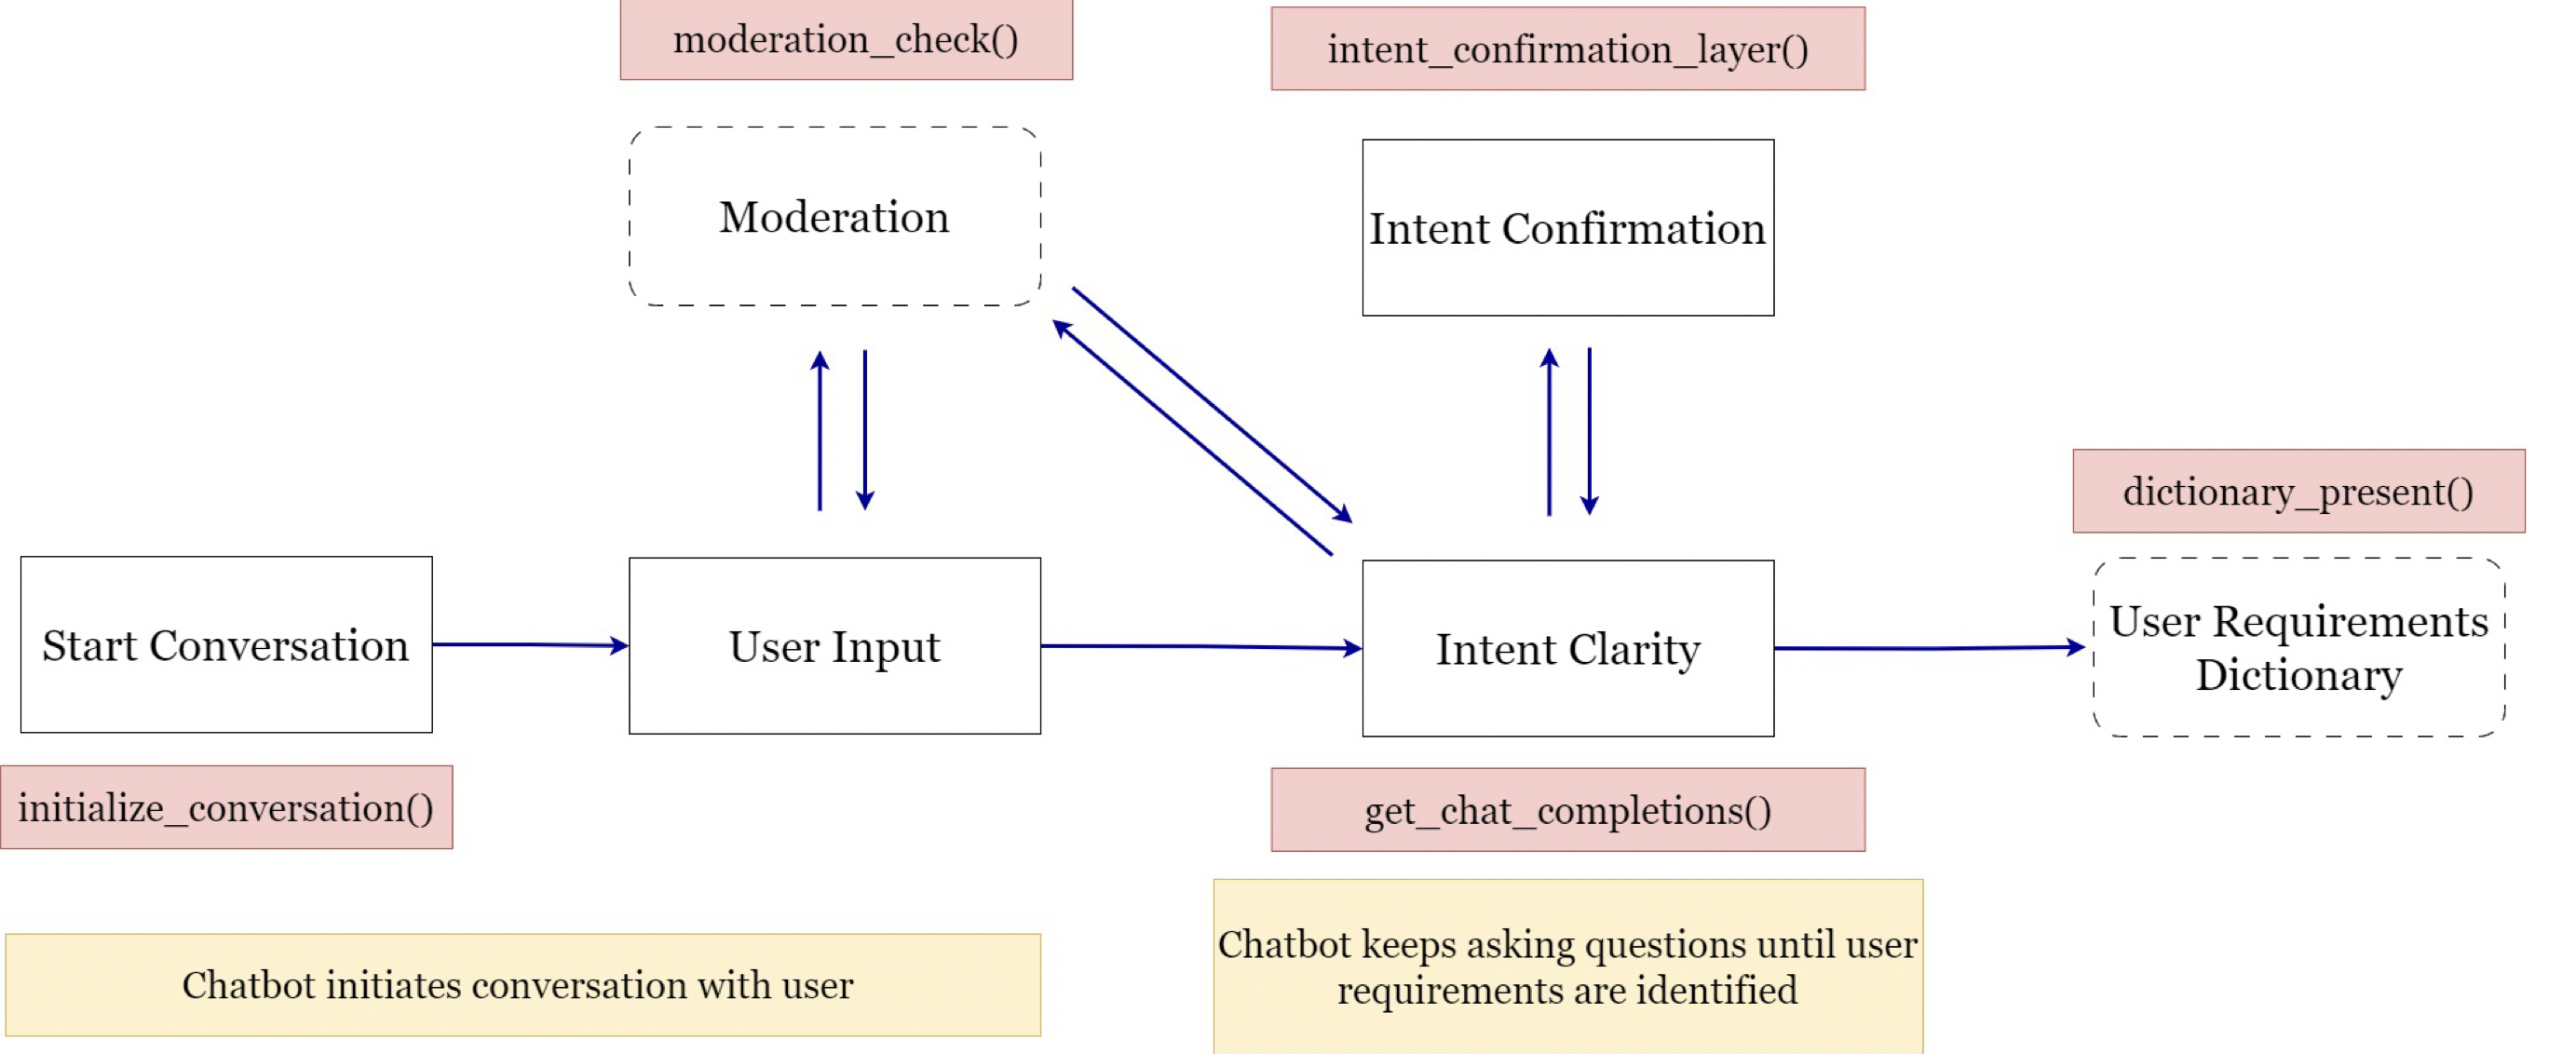 moderation_check()
intent_confirmation_layer()
Moderation
Intent Confirmation
dictionary_present()
Start Conversation
User Input
Intent Clarity
User Requirements
Dictionary
initialize_conversation()
get_chat_completions()
Chatbot initiates conversation with user
Chatbot keeps asking questions until user
requirements are identified